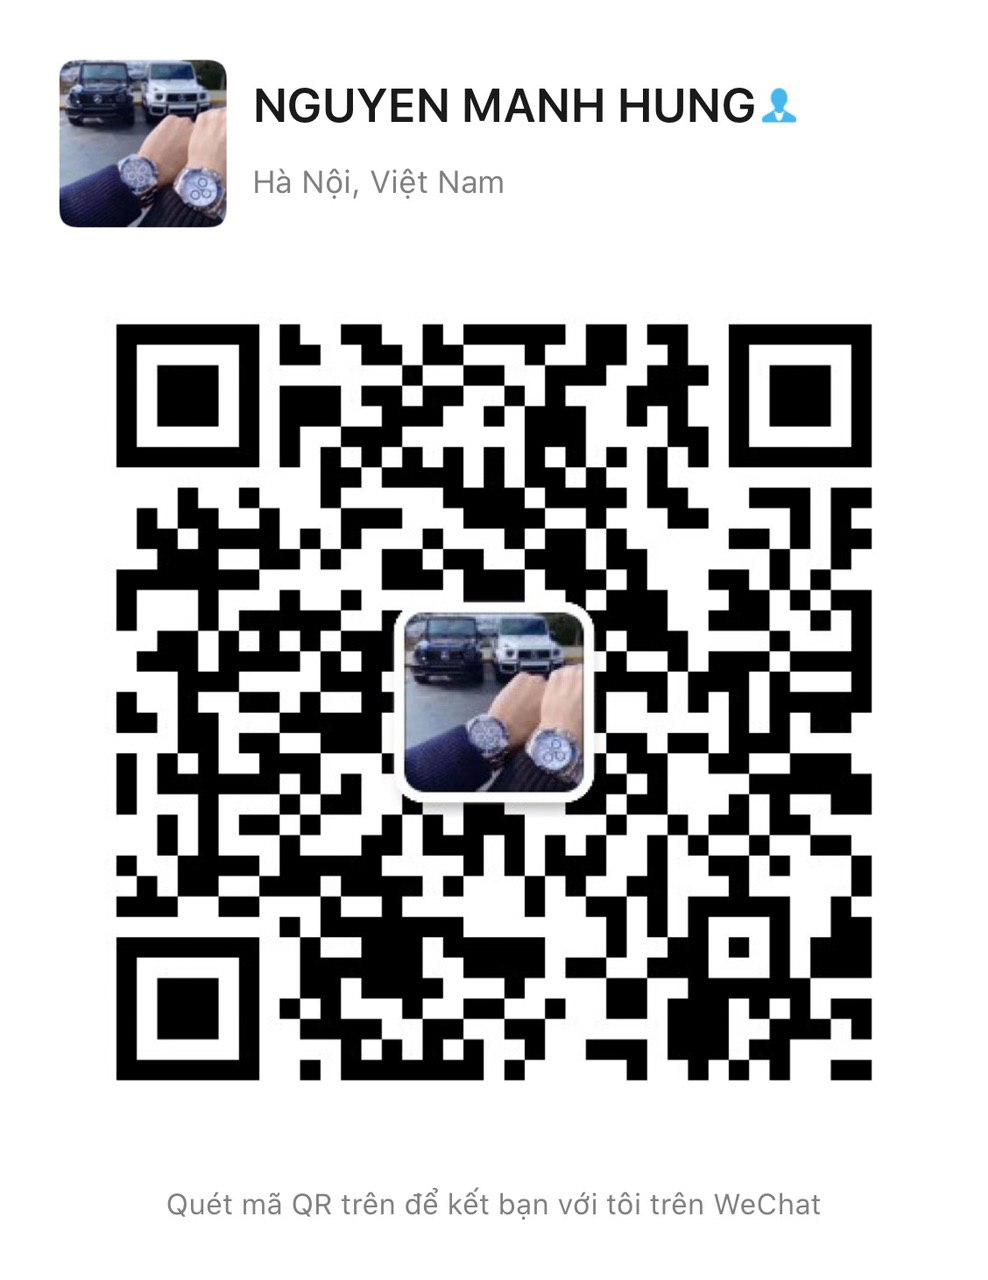 NGUYEN MANH HUNG
Hà Nội, Việt Nam
Quét mã QR trên để kết bạn với tôi trên WeChat